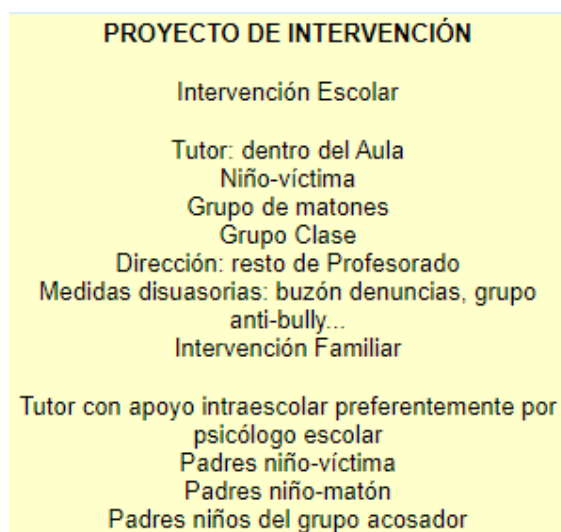 PROYECTO DE INTERVENCIÓN
Intervención Escolar
Tutor: dentro del Aula
Niño-víctima
Grupo de matones
Grupo Clase
Dirección: resto de Profesorado
Medidas disuasorias: buzón denuncias, grupo
anti-bully...
Intervención Familiar
Tutor con apoyo intraescolar preferentemente por
psicólogo escolar
Padres niño-víctima
Padres niño-matón
Padres niños del grupo acosador